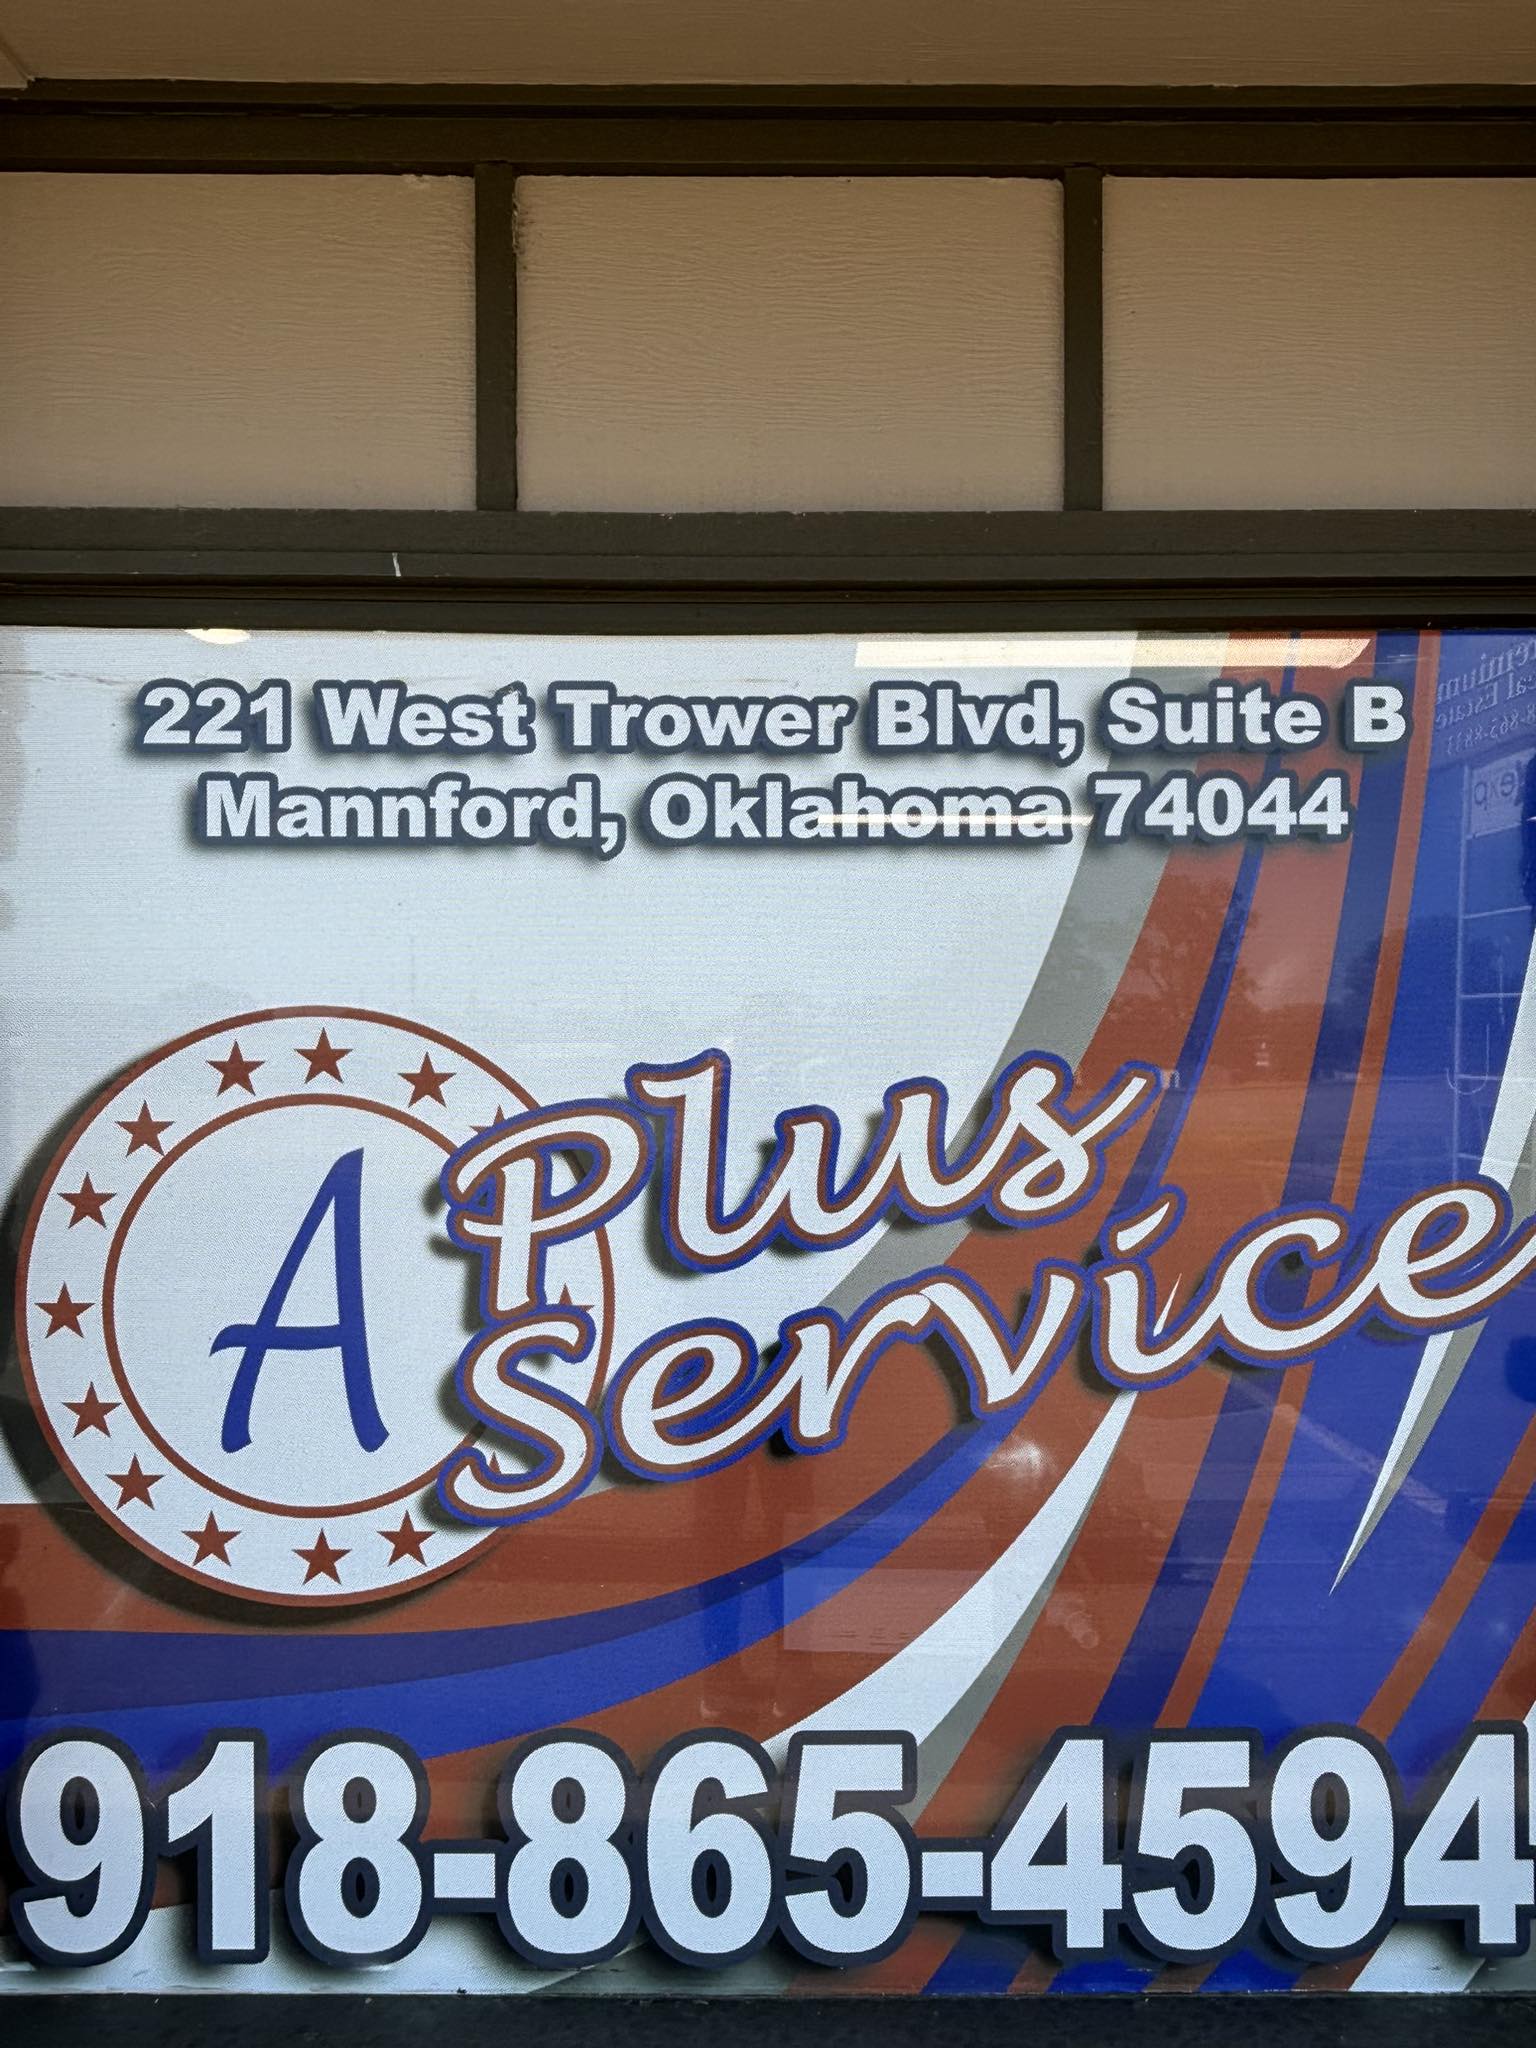 221 West Trower Blvd, Suite B
Mannford, Oklahoma 74044
A Plus
Service
918-865-4594